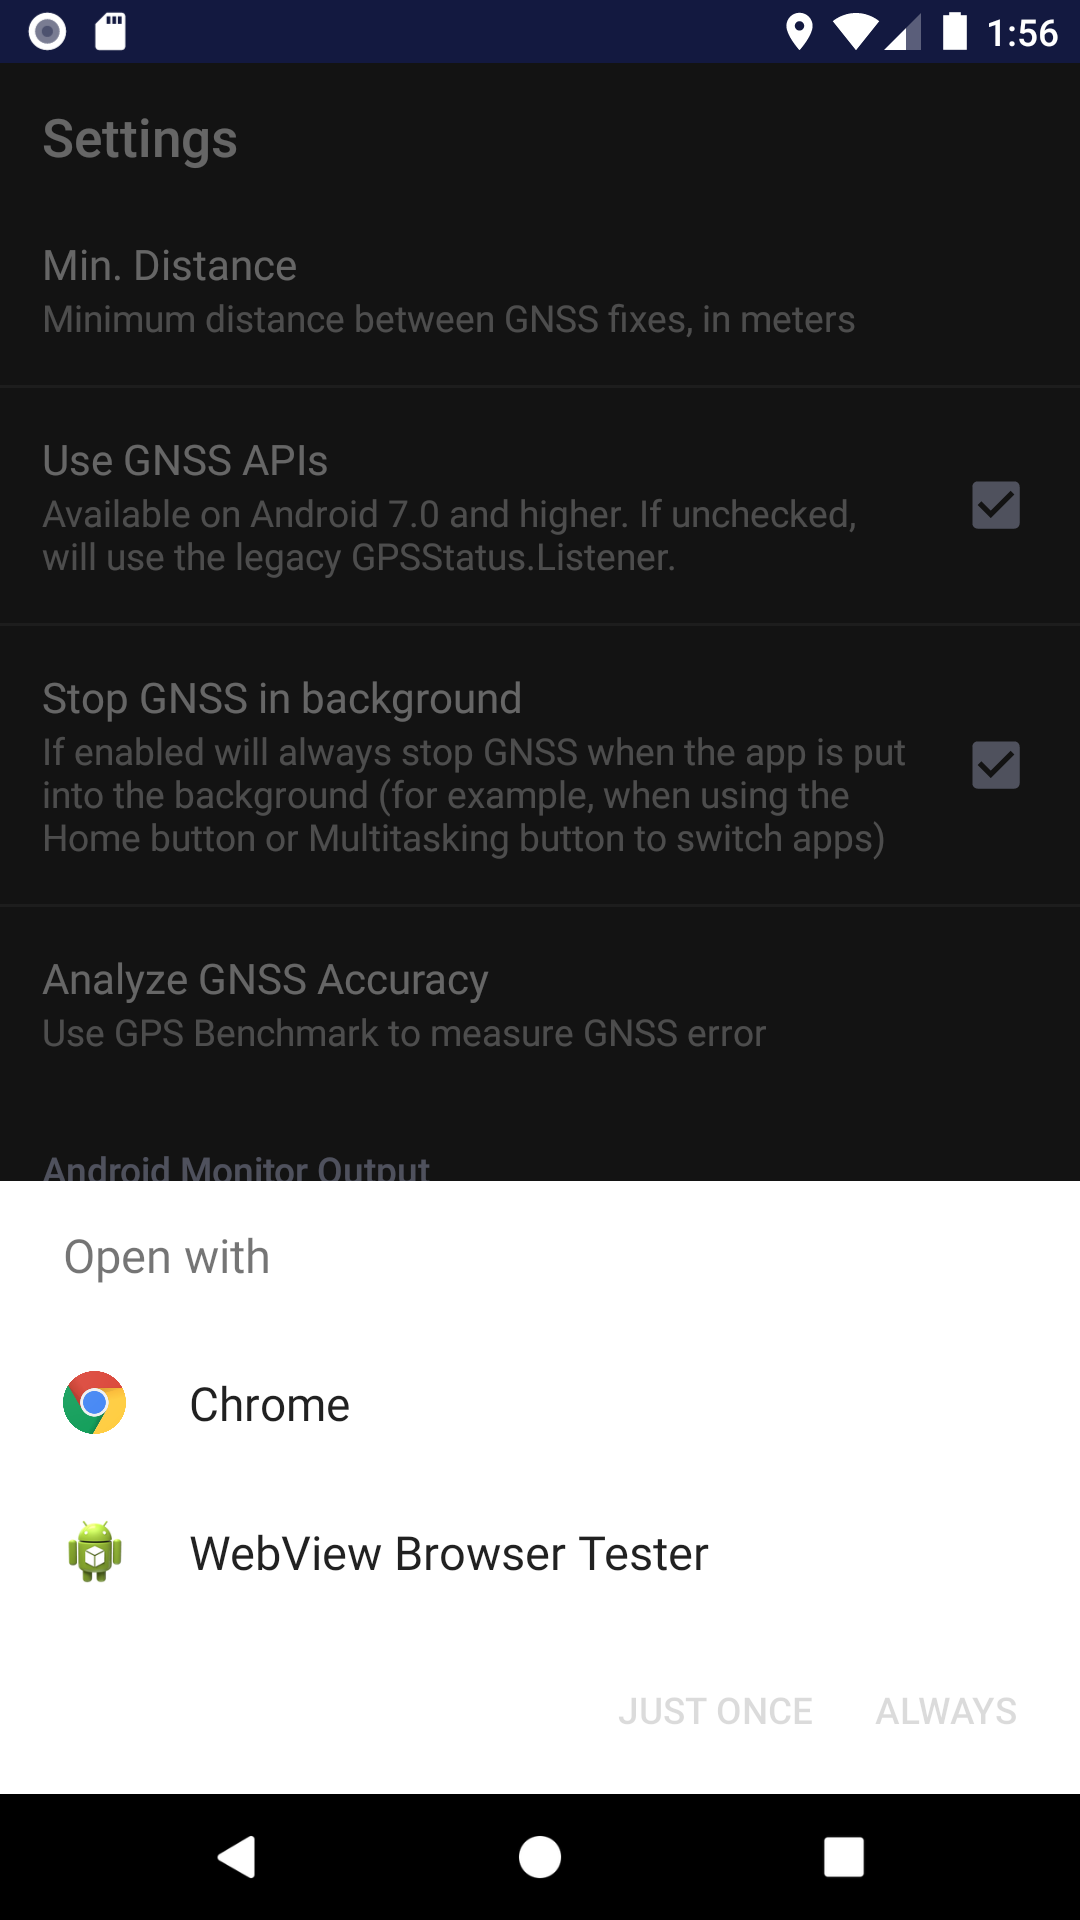 1:56
Settings
Min. Distance
Minimum distance between GNSS fixes, in meters
Use GNSS APIs
Available on Android 7.0 and higher. If unchecked,
will use the legacy GPSStatus.Listener.
Stop GNSS in background
If enabled will always stop GNSS when the app is put
into the background (for example, when using the
Home button or Multitasking button to switch apps)
Analyze GNSS Accuracy
Use GPS Benchmark to measure GNSS error
Android Monitor Output
Open with
Chrome
WebView Browser Tester
JUST ONCE ALWAYS